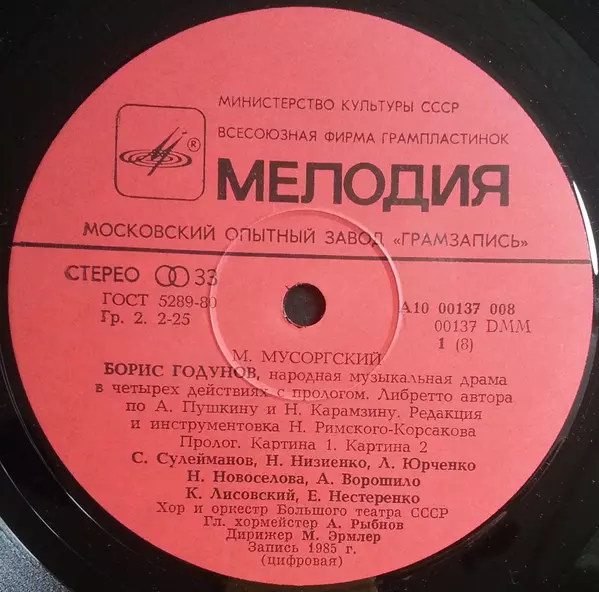 МИНИСТЕРСТВО КУЛЬТУРЫ СССР
ВСЕСОЮЗНАЯ ФИРМА ГРАМПЛАСТИНОК
®
МЕЛОДИЯ
МОСКОВСКИЙ ОПЫТНЫЙ ЗАВОД «ГРАМЗАПИСЬ»
СТЕРЕО 33
ГОСТ 5289-80
Гр. 2. 2-25
А10 00137 008
00137 DMM
1 (8)
М. МУСОРГСКИЙ
БОРИС ГОДУНОВ, народная музыкальная драма
в четырех действиях с прологом. Либретто автора
по А. Пушкину и Н. Карамзину. Редакция
и инструментовка Н. Римского-Корсакова
Пролог. Картина 1. Картина 2
С. Сулейманов, Н. Низиенко, Л. Юрченко
Н. Новоселова, А. Ворошило
К. Лисовский, Е. Нестеренко
Хор и оркестр Большого театра СССР
Гл. хормейстер А. Рыбнов
Дирижер М. Эрмлер
Запись 1985 г.
(цифровая)